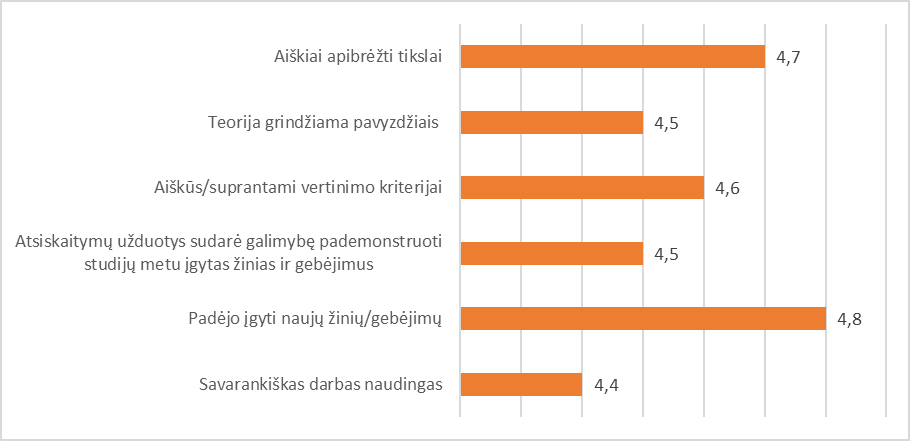 Aiškiai apibrėžti tikslai
4,7
Teorija grindžiama pavyzdžiais
4,5
Aiškūs/suprantami vertinimo kriterijai
4,6
Atsiskaitymų užduotys sudarė galimybę pademonstruoti
studijų metu įgytas žinias ir gebėjimus
4,5
Padėjo įgyti naujų žinių/gebėjimų
4,8
Savarankiškas darbas naudingas
4,4